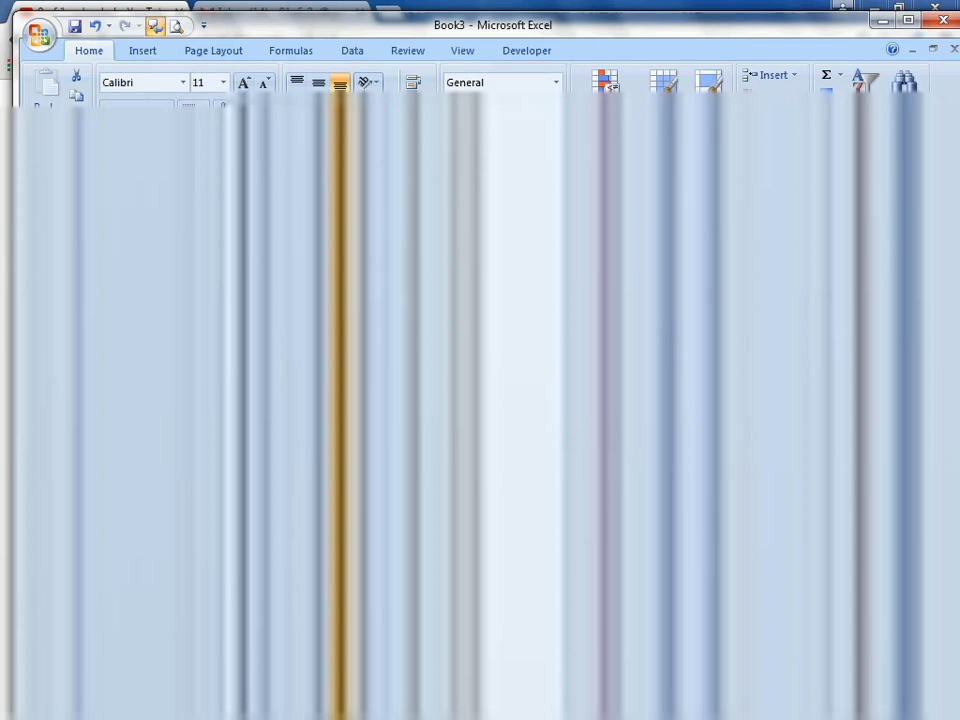 Book3 - Microsoft Excel
Home Insert Page Layout Formulas Data Review View Developer
Calibri 11 A A General Insert Σ